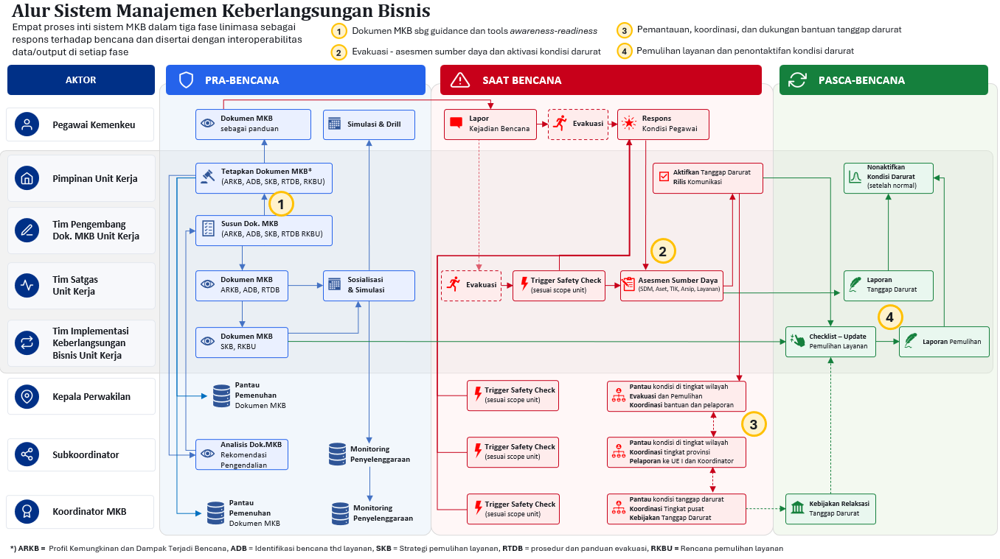 Alur Sistem Manajemen Keberlangsungan Bisnis
Empat proses inti sistem MKB dalam tiga fase linimasa sebagai
respons terhadap bencana dan disertai dengan interoperabilitas
data/output di setiap fase
1 Dokumen MKB sbg guidance dan tools awareness-readiness
2 Evakuasi - asesmen sumber daya dan aktivasi kondisi darurat
3 Pemantauan, koordinasi, dan dukungan bantuan tanggap darurat
4 Pemulihan layanan dan penontaktifan kondisi darurat
AKTOR
PRA-BENCANA
SAAT BENCANA
PASCA-BENCANA
Pegawai Kemenkeu
Dokumen MKB
sebagai panduan
Simulasi & Drill
Lapor
Kejadian Bencana
Evakuasi
Respons
Kondisi Pegawai
Pimpinan Unit Kerja
Tetapkan Dokumen MKB*
(ARKB, ADB, SKB, RTDB, RKBU)
Aktifkan Tanggap Darurat
Rilis Komunikasi
Nonaktifkan
Kondisi Darurat
(setelah normal)
1
Tim Pengembang
Dok. MKB Unit Kerja
Susun Dok. MKB
(ARKB, ADB, SKB, RTDB RKBU)
2
Tim Satgas
Unit Kerja
Dokumen MKB
ARKB, ADB, RTDB
Sosialisasi
& Simulasi
Evakuasi
Trigger Safety Check
(sesuai scope unit)
Asesmen Sumber Daya
(SDM, Aset, TIK, Arsip, Layanan)
Laporan
Tanggap Darurat
4
Tim Implementasi
Keberlangsungan
Bisnis Unit Kerja
Dokumen MKB
SKB, RKBU
Checklist – Update
Pemulihan Layanan
Laporan Pemulihan
Kepala Perwakilan
Pantau
Pemenuhan
Dokumen MKB
Trigger Safety Check
(sesuai scope unit)
Pantau kondisi di tingkat wilayah
Evakuasi dan Pemulihan
Koordinasi bantuan dan pelaporan
3
Subkoordinator
Analisis Dok.MKB
Rekomendasi
Pengendalian
Monitoring
Penyelenggaraan
Trigger Safety Check
(sesuai scope unit)
Pantau kondisi di tingkat wilayah
Koordinasi tingkat provinsi
Pelaporan ke UE I dan Koordinator
Koordinator MKB
Pantau
Pemenuhan
Dokumen MKB
Monitoring
Penyelenggaraan
Trigger Safety Check
(sesuai scope unit)
Pantau kondisi tanggap darurat
Koordinasi Tingkat pusat
Kebijakan Tanggap Darurat
Kebijakan Relaksasi
Tanggap Darurat
*) ARKB = Profil Kemungkinan dan Dampak Terjadi Bencana, ADB = Identifikasi bencana thd layanan, SKB = Strategi pemulihan layanan, RTDB = prosedur dan panduan evakuasi, RKBU = Rencana pemulihan layanan